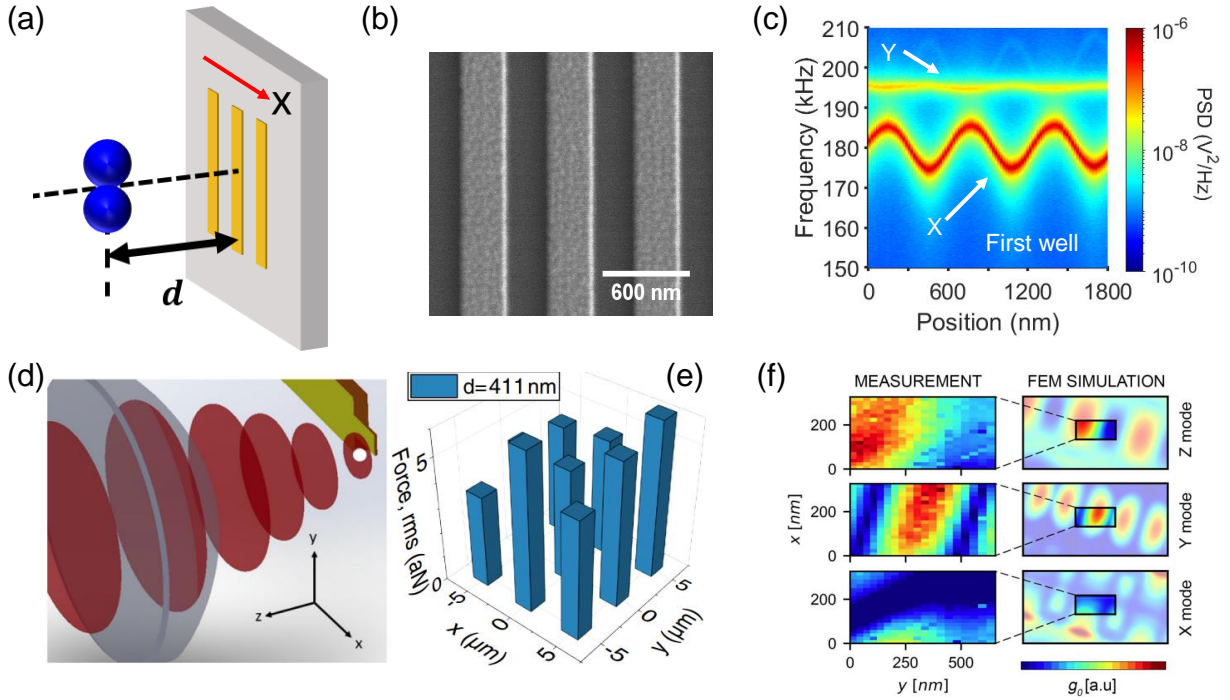 (a)
X
d
(b)
600 nm
(c)
Frequency (kHz)
210
200
190
180
170
160
150
Y
X
First well
0
600
1200
1800
Position (nm)
10^-6
10^-8
10^-10
PSD (V^2/Hz)
(d)
y
z
x
(e)
d=411 nm
Force, rms (aN)
5
0
-5
0
5
x (μm)
-5
0
5
y (μm)
(f)
MEASUREMENT
FEM SIMULATION
200
0
Z mode
x [nm]
200
0
Y mode
200
0
X mode
0
250
500
y [nm]
g_0 [a.u]